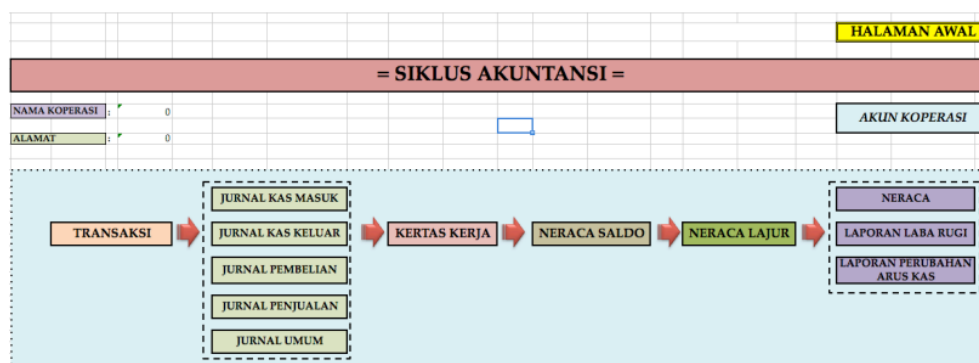 HALAMAN AWAL
= SIKLUS AKUNTANSI =
NAMA KOPERASI : 0
AKUN KOPERASI
ALAMAT : 0
TRANSAKSI
JURNAL KAS MASUK
JURNAL KAS KELUAR
JURNAL PEMBELIAN
JURNAL PENJUALAN
JURNAL UMUM
KERTAS KERJA
NERACA SALDO
NERACA LAJUR
NERACA
LAPORAN LABA RUGI
LAPORAN PERUBAHAN
ARUS KAS